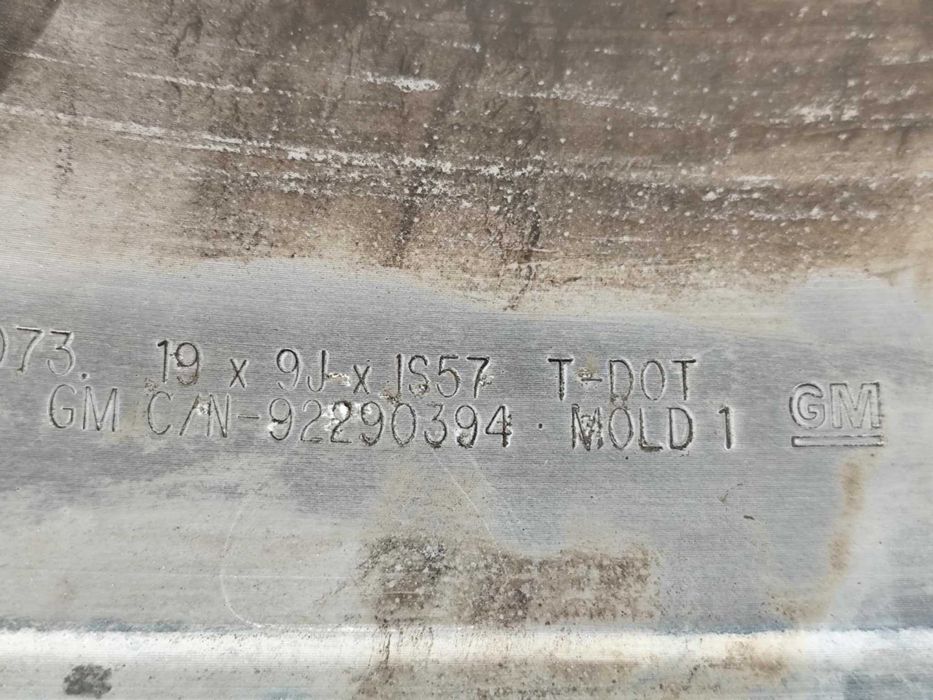 073. 19 x 9J x IS57 T-DOT
GM C/N-92290394 · MOLD 1 GM